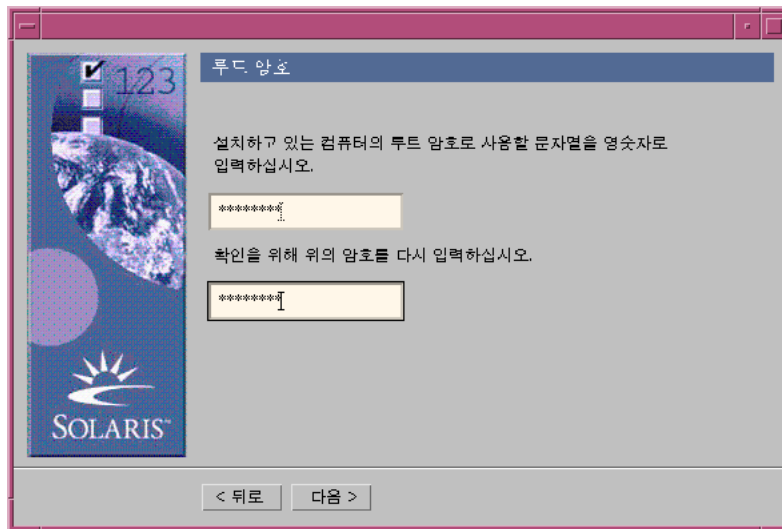 123
루트 암호
설치하고 있는 컴퓨터의 루트 암호로 사용할 문자열을 영숫자로
입력하십시오.
********
확인을 위해 위의 암호를 다시 입력하십시오.
********
SOLARIS™
< 뒤로
다음 >